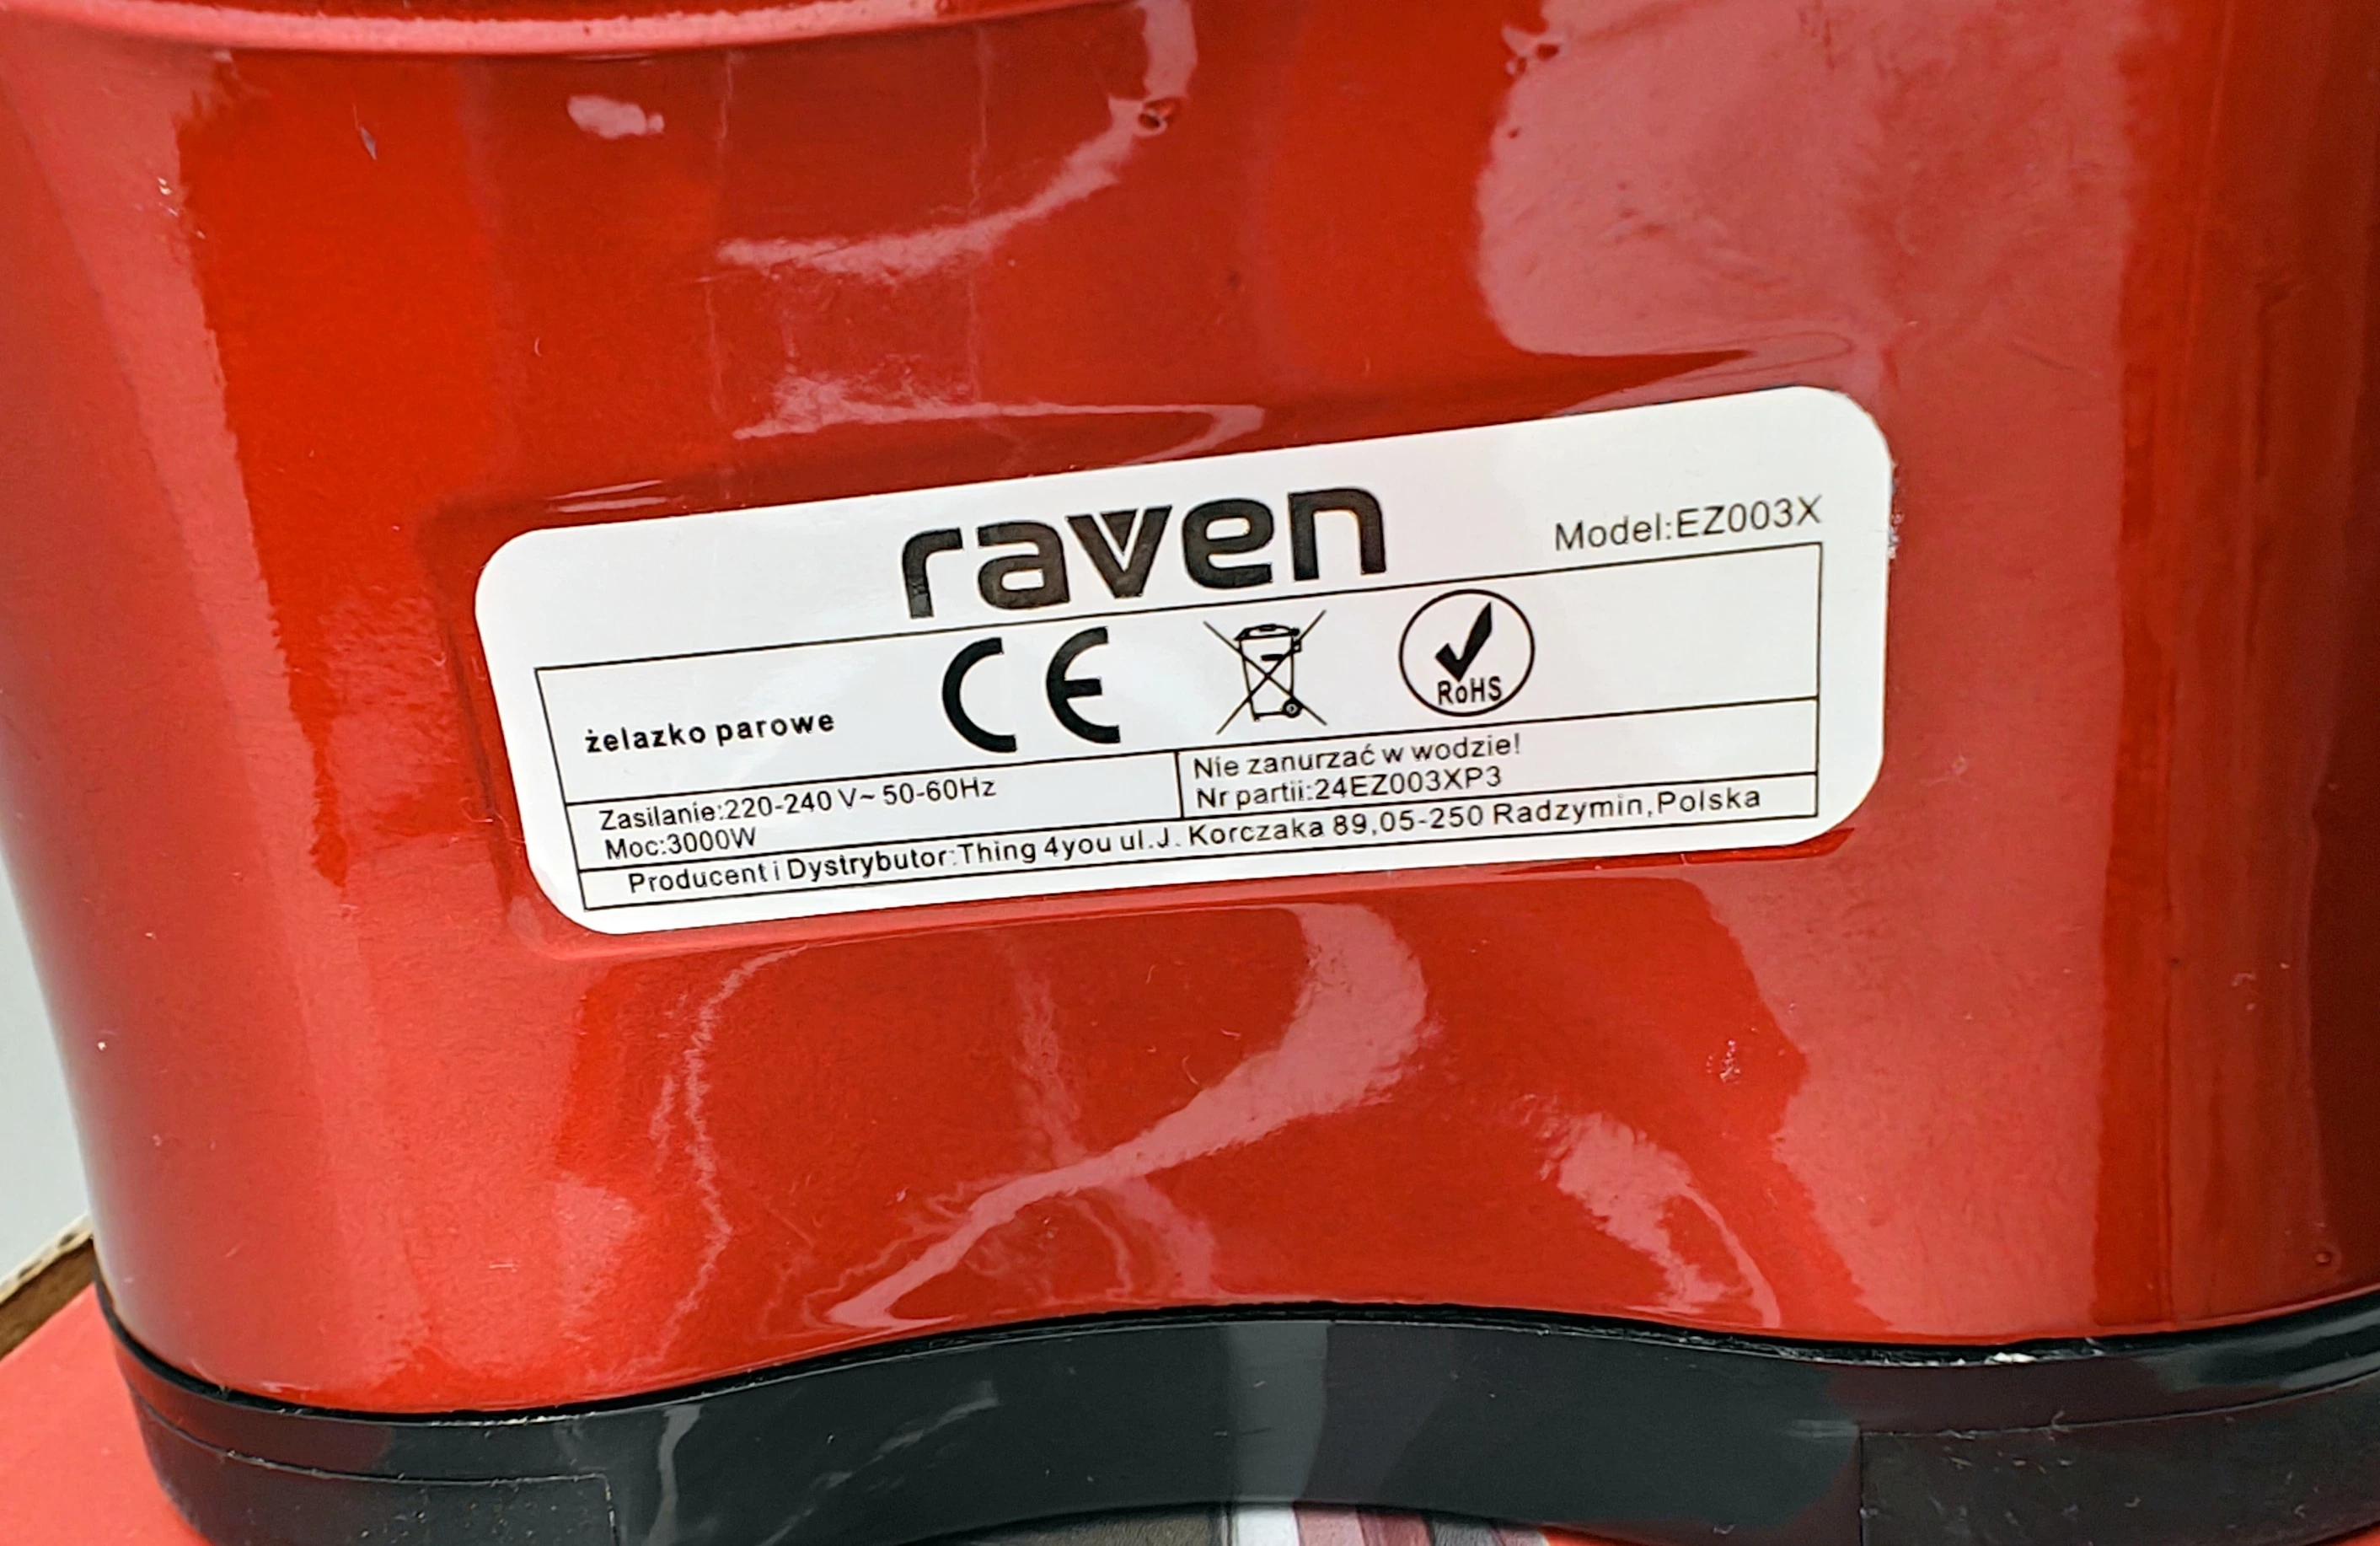 raven
Model:EZ003X
żelazko parowe
CE
RoHS
Zasilanie:220-240 V~ 50-60Hz
Moc:3000W
Nie zanurzać w wodzie!
Nr partii:24EZ003XP3
Producent i Dystrybutor:Thing 4you ul.J. Korczaka 89,05-250 Radzymin,Polska